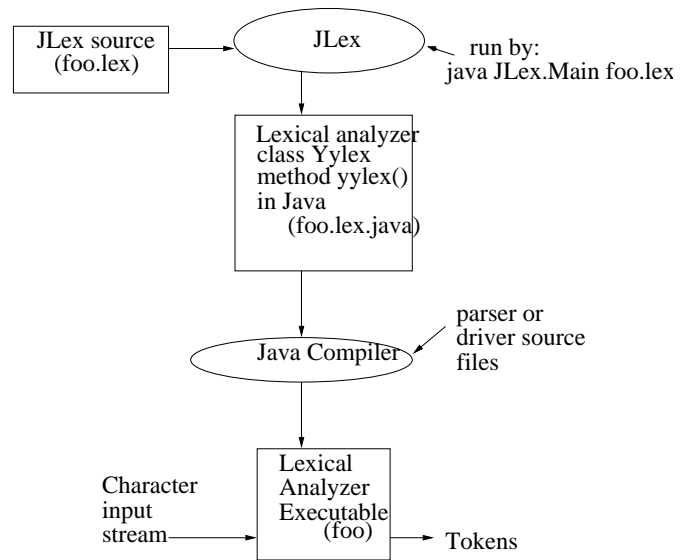 JLex source
(foo.lex)
JLex
run by:
java JLex.Main foo.lex
Lexical analyzer
class Yylex
method yylex()
in Java
(foo.lex.java)
parser or
driver source
files
Java Compiler
Lexical
Analyzer
Executable
(foo)
Character
input
stream
Tokens